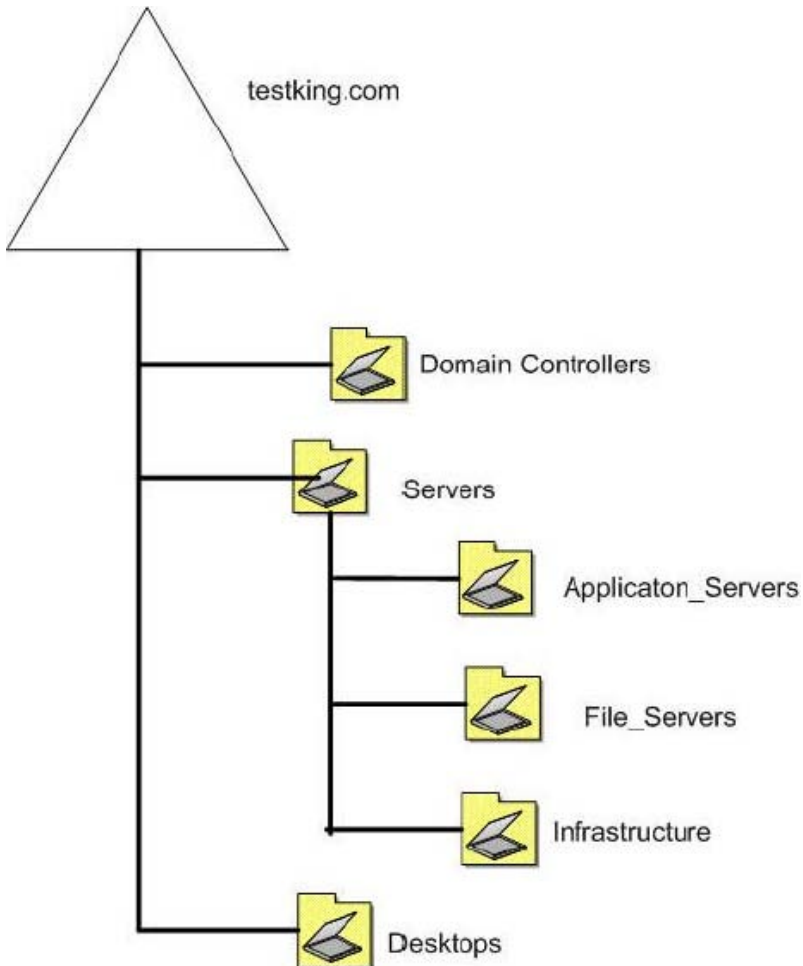 testking.com
Domain Controllers
Servers
Applicaton_Servers
File_Servers
Infrastructure
Desktops